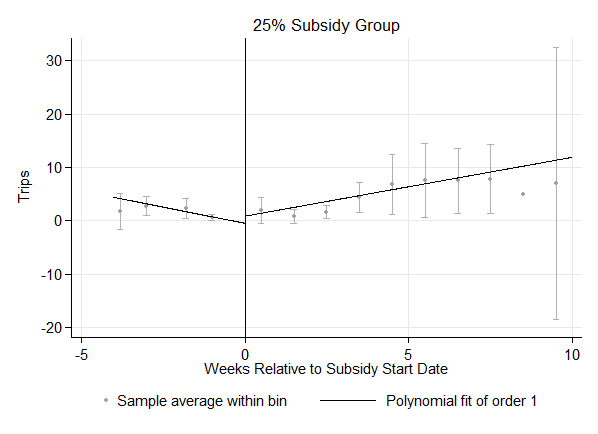 25% Subsidy Group
30
20
10
0
-10
-20
Trips
-5
0
5
10
Weeks Relative to Subsidy Start Date
Sample average within bin
Polynomial fit of order 1